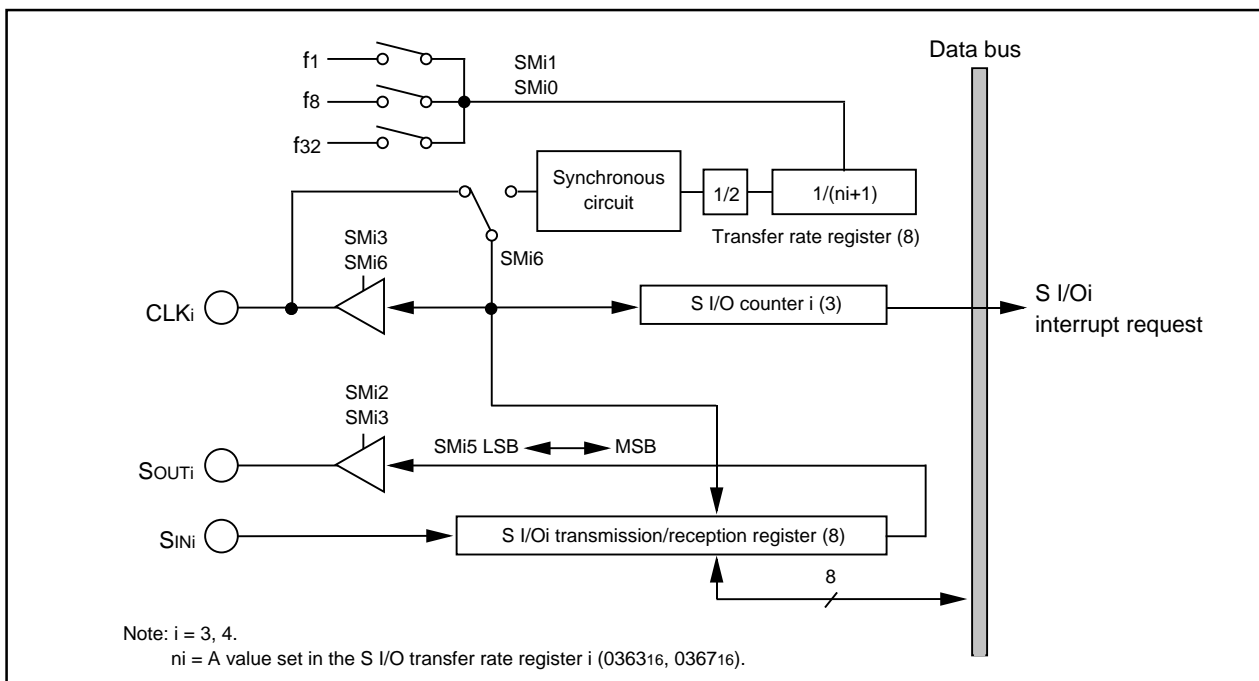 Data bus
f1
SMi1
SMi0
f8
f32
Synchronous
circuit
1/2
1/(ni+1)
Transfer rate register (8)
SMi3
SMi6
SMi6
CLKi
S I/O counter i (3)
S I/Oi
interrupt request
SMi2
SMi3
SMi5 LSB
MSB
SOUTi
SINi
S I/Oi transmission/reception register (8)
8
Note: i = 3, 4.
ni = A value set in the S I/O transfer rate register i (036316, 036716).